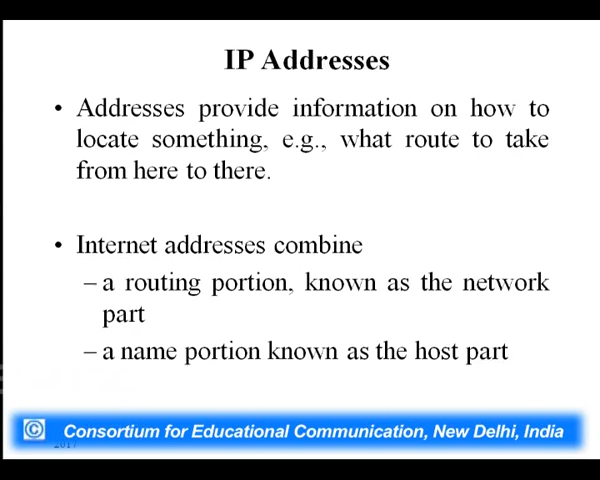 IP Addresses
• Addresses provide information on how to
locate something, e.g., what route to take
from here to there.
• Internet addresses combine
– a routing portion, known as the network
part
– a name portion known as the host part
© Consortium for Educational Communication, New Delhi, India